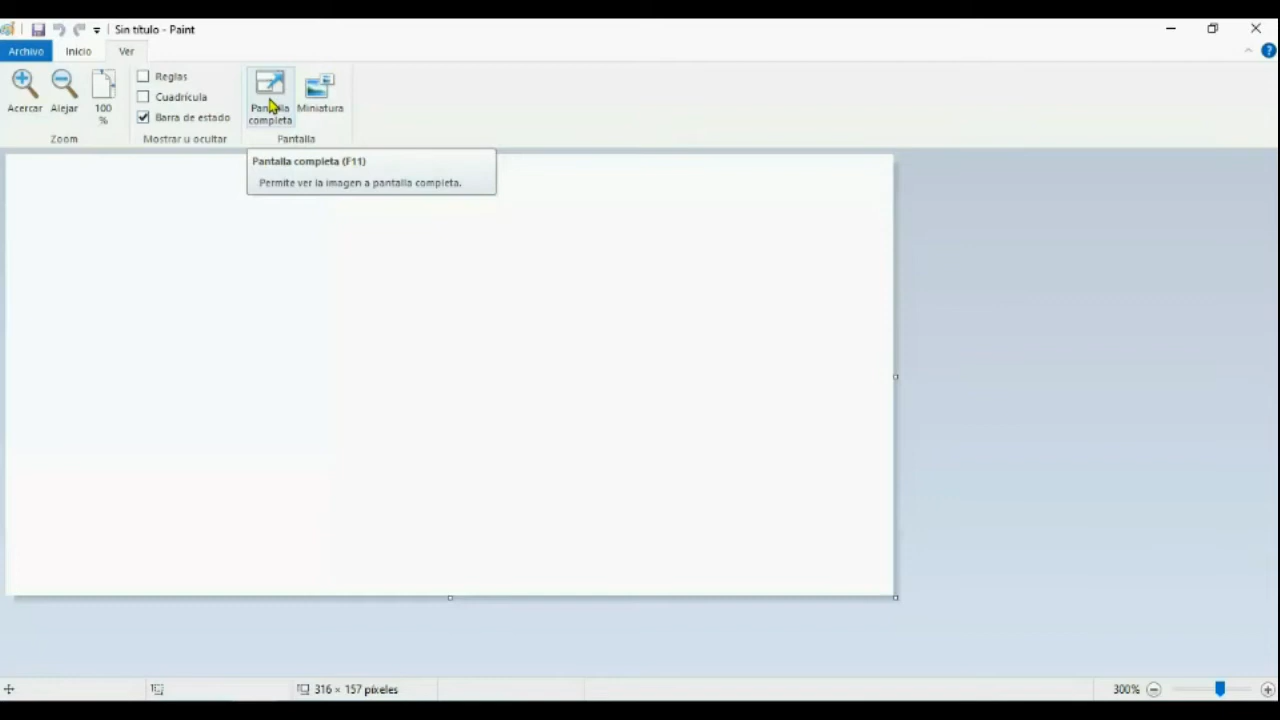 Sin título - Paint
Archivo Inicio Ver
Acercar Alejar 100 %
Zoom
Reglas
Cuadrícula
Barra de estado
Mostrar u ocultar
Pantalla completa
Miniatura
Pantalla
Pantalla completa (F11)
Permite ver la imagen a pantalla completa.
316 × 157 píxeles
300%